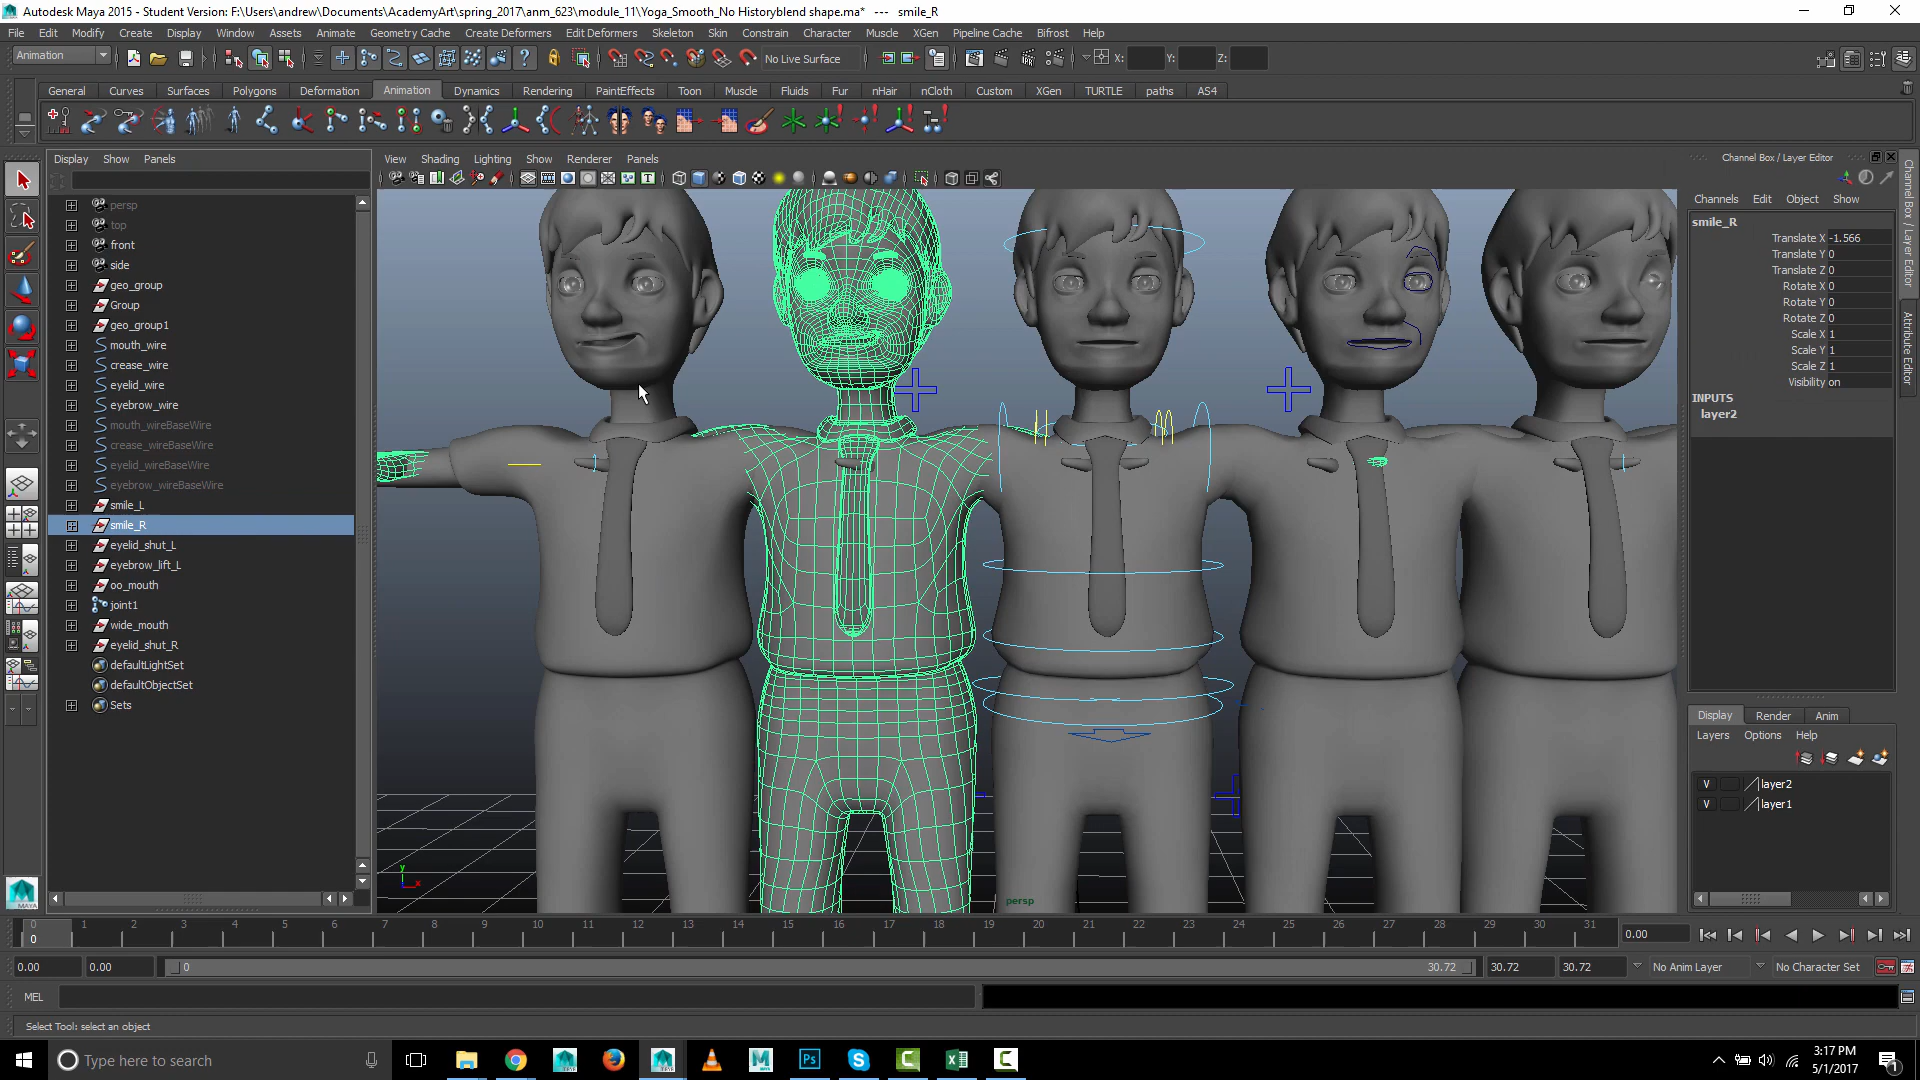 Autodesk Maya 2015 - Student Version: F:\Users\andrew\Documents\AcademyArt\spring_2017\anm_623\module_11\Yoga_Smooth_No Historyblend shape.ma* --- smile_R
File Edit Modify Create Display Window Assets Animate Geometry Cache Create Deformers Edit Deformers Skeleton Skin Constrain Character Muscle XGen Pipeline Cache Bifrost Help
Animation No Live Surface X: Y: Z:
General Curves Surfaces Polygons Deformation Animation Dynamics Rendering PaintEffects Toon Muscle Fluids Fur nHair nCloth Custom XGen TURTLE paths AS4
Display Show Panels
View Shading Lighting Show Renderer Panels
Channel Box / Layer Editor
Channels Edit Object Show
persp
top
front
side
geo_group
Group
geo_group1
mouth_wire
crease_wire
eyelid_wire
eyebrow_wire
mouth_wireBaseWire
crease_wireBaseWire
eyelid_wireBaseWire
eyebrow_wireBaseWire
smile_L
smile_R
eyelid_shut_L
eyebrow_lift_L
oo_mouth
joint1
wide_mouth
eyelid_shut_R
defaultLightSet
defaultObjectSet
Sets
persp
y
x
smile_R
Translate X -1.566
Translate Y 0
Translate Z 0
Rotate X 0
Rotate Y 0
Rotate Z 0
Scale X 1
Scale Y 1
Scale Z 1
Visibility on
INPUTS
layer2
Channel Box / Layer Editor
Attribute Editor
Display Render Anim
Layers Options Help
V layer2
V layer1
MAYA
0 1 2 3 4 5 6 7 8 9 10 11 12 13 14 15 16 17 18 19 20 21 22 23 24 25 26 27 28 29 30 31
0
0.00
0.00 0.00 0 30.72 30.72 30.72 No Anim Layer No Character Set
MEL
Select Tool: select an object
Type here to search
Ps
3:17 PM
5/1/2017
1